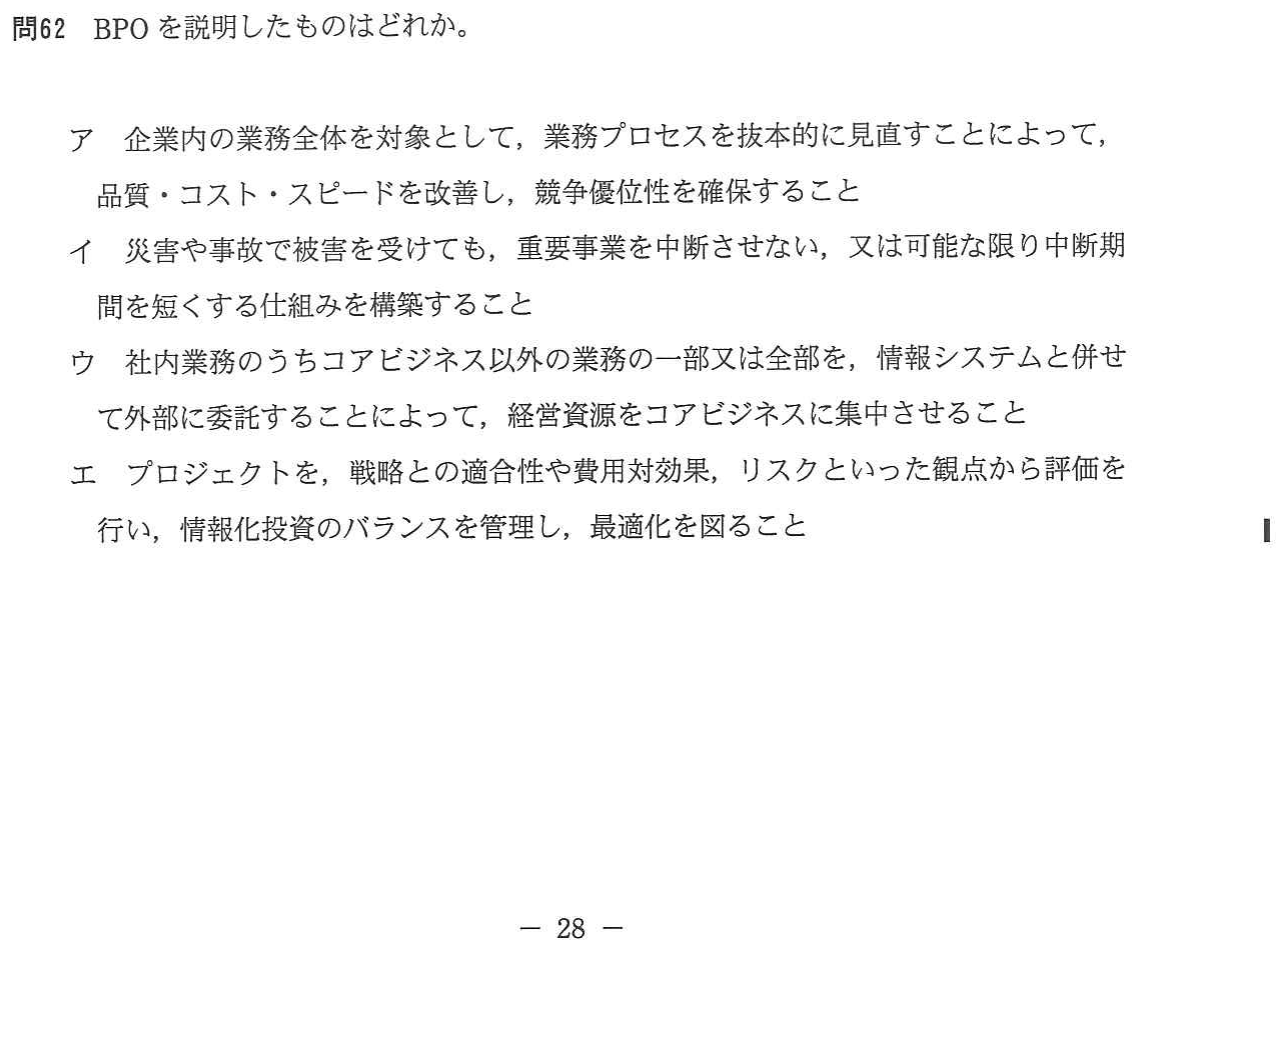 問62　BPO を説明したものはどれか。
ア　企業内の業務全体を対象として，業務プロセスを抜本的に見直すことによって，
品質・コスト・スピードを改善し，競争優位性を確保すること
イ　災害や事故で被害を受けても，重要事業を中断させない，又は可能な限り中断期
間を短くする仕組みを構築すること
ウ　社内業務のうちコアビジネス以外の業務の一部又は全部を，情報システムと併せ
て外部に委託することによって，経営資源をコアビジネスに集中させること
エ　プロジェクトを，戦略との適合性や費用対効果，リスクといった観点から評価を
行い，情報化投資のバランスを管理し，最適化を図ること
－ 28 －